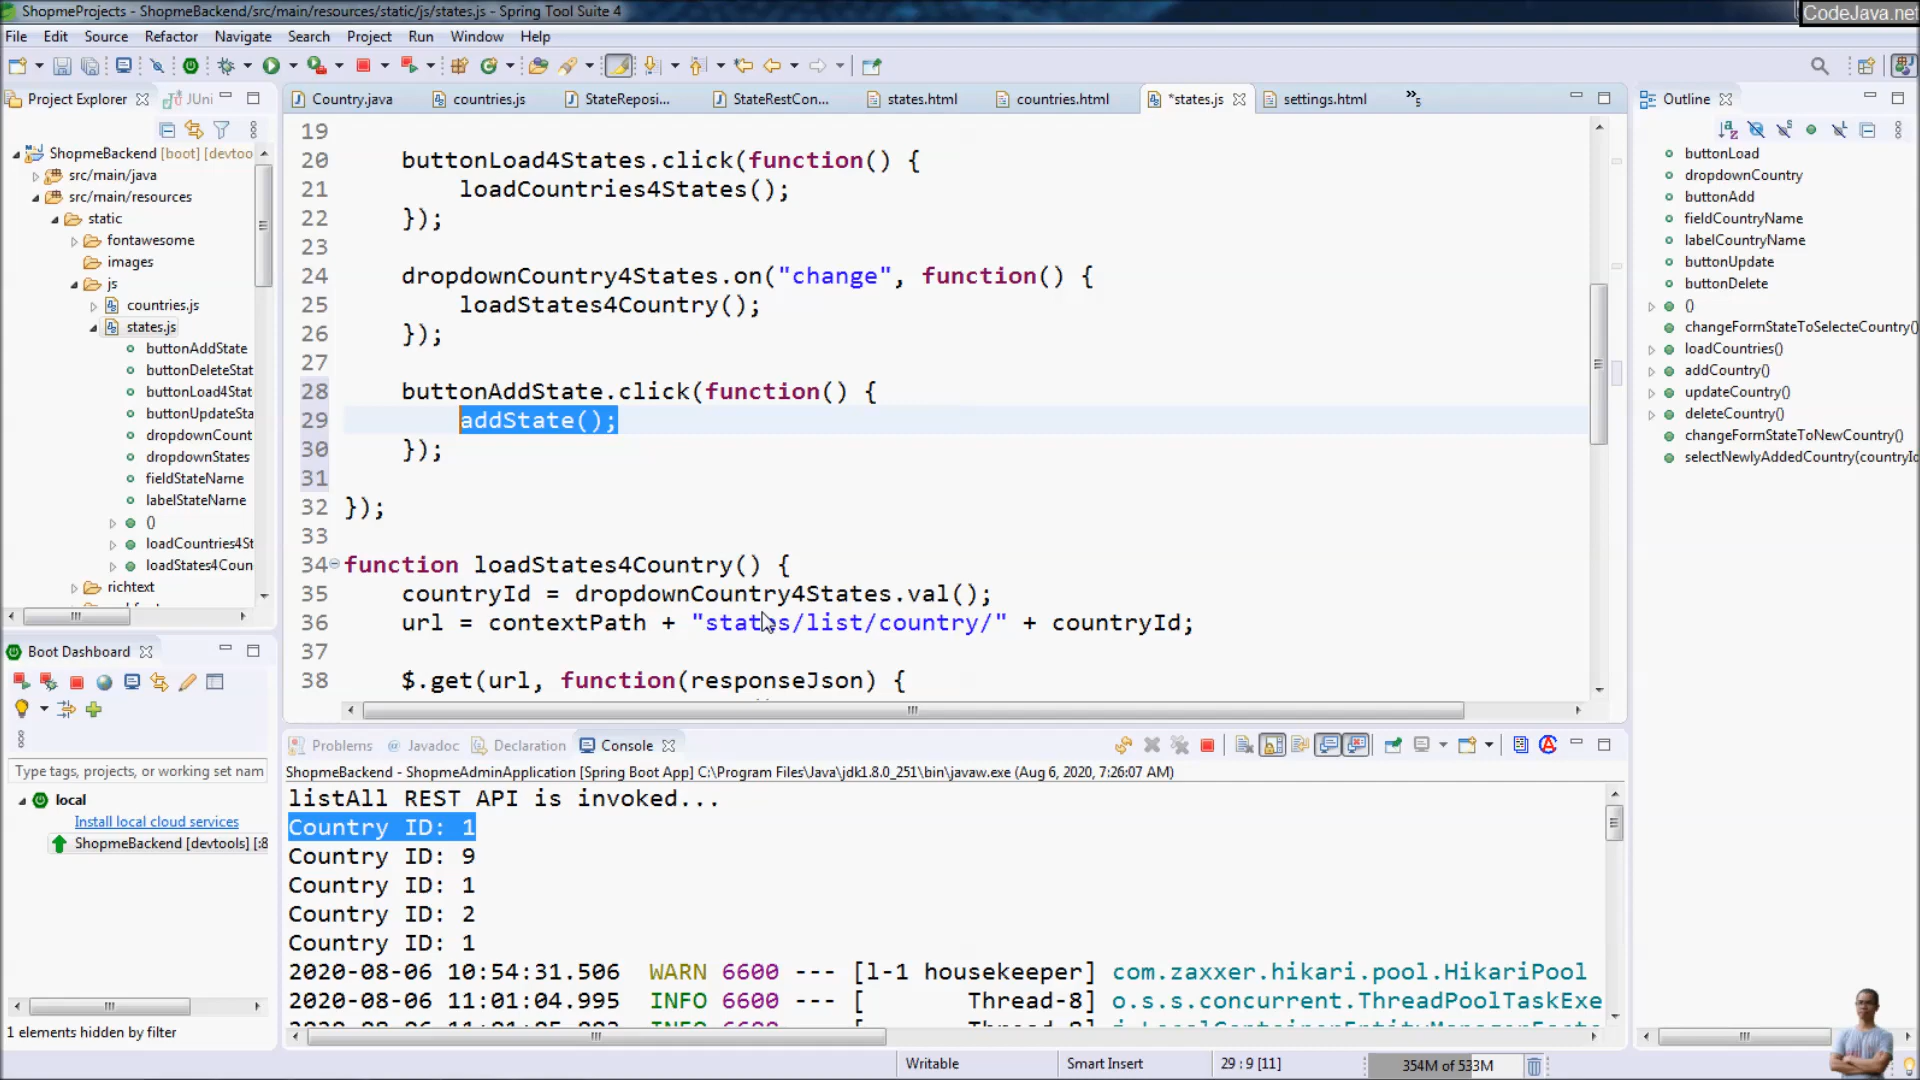 ShopmeProjects - ShopmeBackend/src/main/resources/static/js/states.js - Spring Tool Suite 4
CodeJava.net
File Edit Source Refactor Navigate Search Project Run Window Help
Project Explorer
JUni
Country.java
countries.js
StateReposi...
StateRestCon...
states.html
countries.html
*states.js
settings.html
»5
Outline
ShopmeBackend [boot] [devtoo
src/main/java
src/main/resources
static
fontawesome
images
js
countries.js
states.js
buttonAddState
buttonDeleteStat
buttonLoad4Stat
buttonUpdateSta
dropdownCount
dropdownStates
fieldStateName
labelStateName
()
loadCountries4St
loadStates4Coun
richtext
19
20 buttonLoad4States.click(function() {
21 loadCountries4States();
22 });
23
24 dropdownCountry4States.on("change", function() {
25 loadStates4Country();
26 });
27
28 buttonAddState.click(function() {
29 addState();
30 });
31
32 });
33
34 function loadStates4Country() {
35 countryId = dropdownCountry4States.val();
36 url = contextPath + "states/list/country/" + countryId;
37
38 $.get(url, function(responseJson) {
buttonLoad
dropdownCountry
buttonAdd
fieldCountryName
labelCountryName
buttonUpdate
buttonDelete
()
changeFormStateToSelecteCountry()
loadCountries()
addCountry()
updateCountry()
deleteCountry()
changeFormStateToNewCountry()
selectNewlyAddedCountry(countryId
Boot Dashboard
Type tags, projects, or working set nam
local
Install local cloud services
ShopmeBackend [devtools] [:8
1 elements hidden by filter
Problems
Javadoc
Declaration
Console
ShopmeBackend - ShopmeAdminApplication [Spring Boot App] C:\Program Files\Java\jdk1.8.0_251\bin\javaw.exe (Aug 6, 2020, 7:26:07 AM)
listAll REST API is invoked...
Country ID: 1
Country ID: 9
Country ID: 1
Country ID: 2
Country ID: 1
2020-08-06 10:54:31.506 WARN 6600 --- [l-1 housekeeper] com.zaxxer.hikari.pool.HikariPool
2020-08-06 11:01:04.995 INFO 6600 --- [ Thread-8] o.s.s.concurrent.ThreadPoolTaskExe
Writable
Smart Insert
29 : 9 [11]
354M of 533M